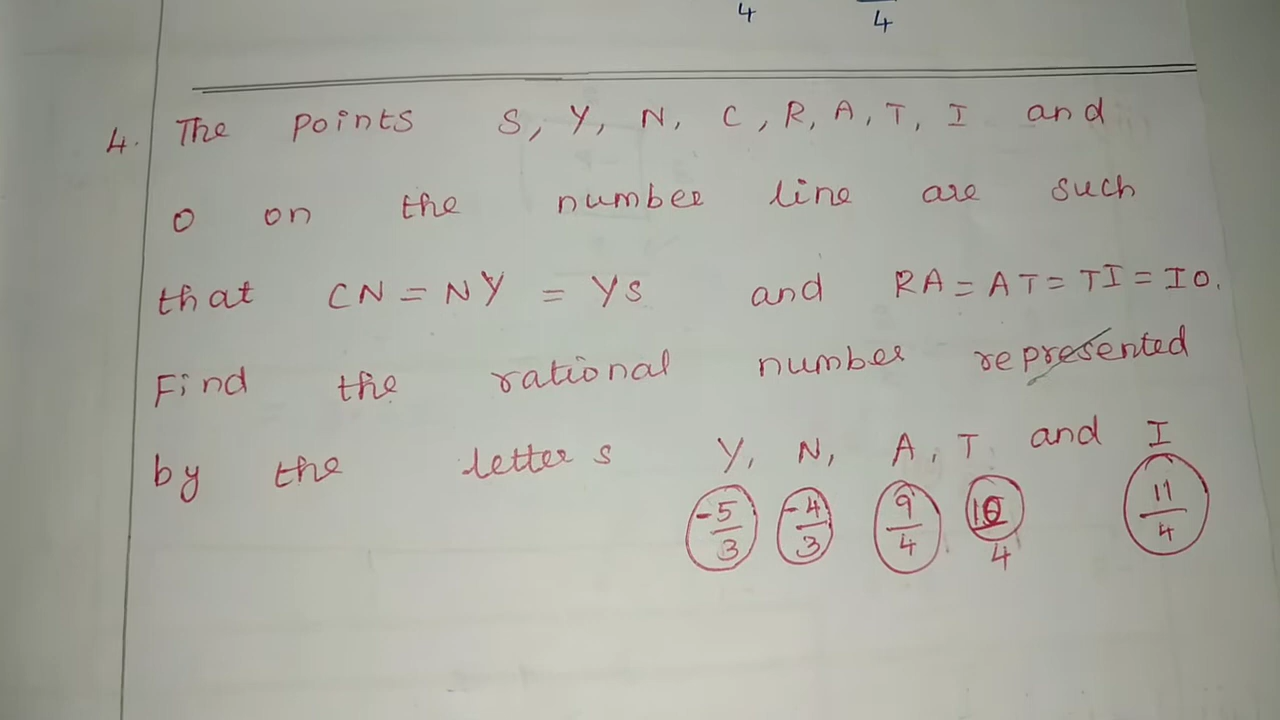 4 4
4. The points S, Y, N, C, R, A, T, I and
O on the number line are such
that CN = NY = YS and RA = AT = TI = IO.
Find the rational number represented
by the letters Y, N, A, T and I
-5/3 -4/3 9/4 10/4 11/4